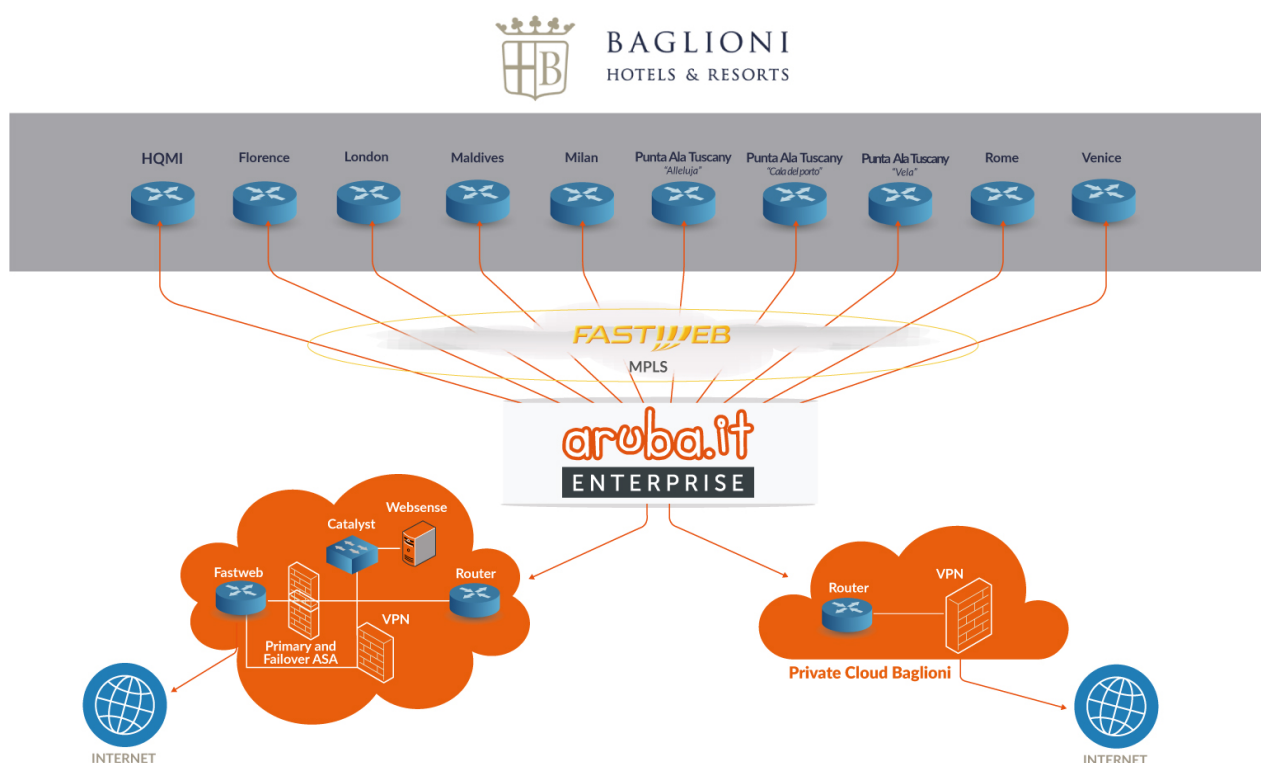 BAGLIONI
HOTELS & RESORTS
HQMI
Florence
London
Maldives
Milan
Punta Ala Tuscany
"Alleluja"
Punta Ala Tuscany
"Cala del porto"
Punta Ala Tuscany
"Vela"
Rome
Venice
FASTWEB
MPLS
aruba.it
ENTERPRISE
Websense
Catalyst
Fastweb
Router
VPN
Primary and
Failover ASA
INTERNET
VPN
Router
Private Cloud Baglioni
INTERNET